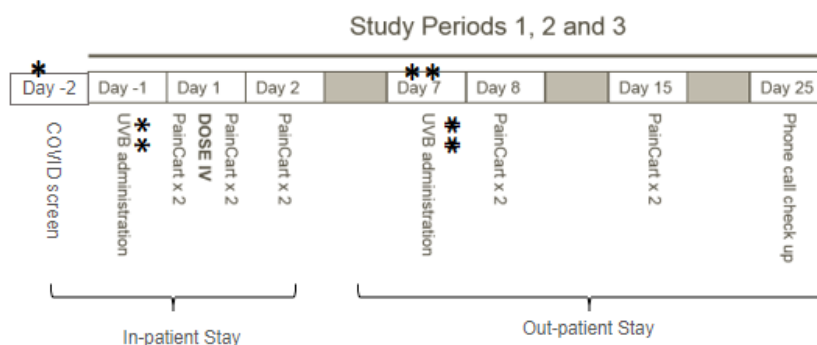 Study Periods 1, 2 and 3
*
**
Day -2
Day -1
Day 1
Day 2
Day 7
Day 8
Day 15
Day 25
COVID screen
UVB administration
**
PainCart x 2
DOSE IV
PainCart x 2
PainCart x 2
UVB administration
**
PainCart x 2
PainCart x 2
Phone call check up
In-patient Stay
Out-patient Stay